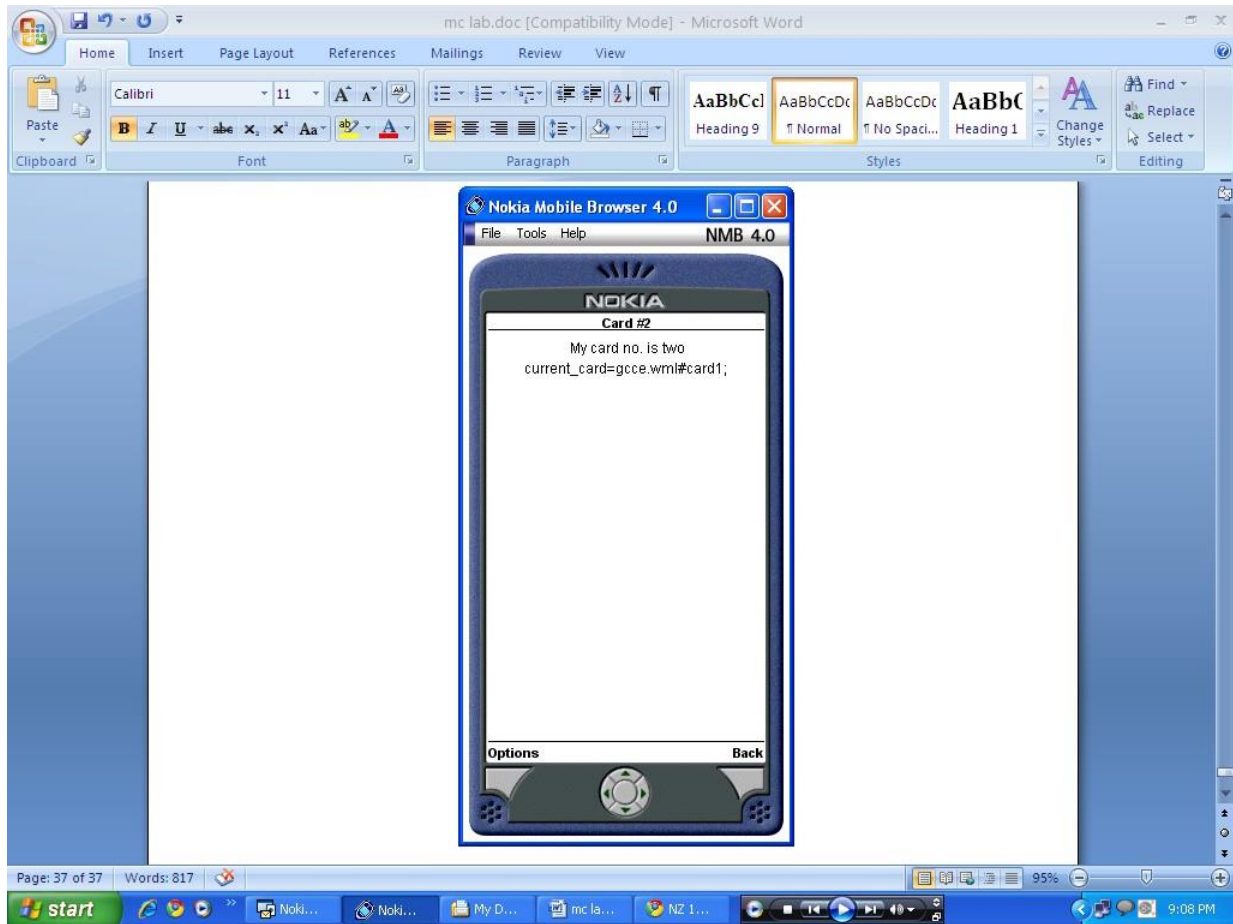 mc lab.doc [Compatibility Mode] - Microsoft Word
Home Insert Page Layout References Mailings Review View
Calibri 11
Paste
Clipboard Font Paragraph Styles Editing
AaBbCcI AaBbCcDc AaBbCcDc AaBb(
Heading 9 ¶ Normal ¶ No Spaci... Heading 1
Change Styles
Find
Replace
Select
Nokia Mobile Browser 4.0
File Tools Help NMB 4.0
NOKIA
Card #2
My card no. is two
current_card=gcce.wml#card1;
Options Back
Page: 37 of 37 Words: 817 95%
start Noki... Noki... My D... mc la... NZ 1... 9:08 PM